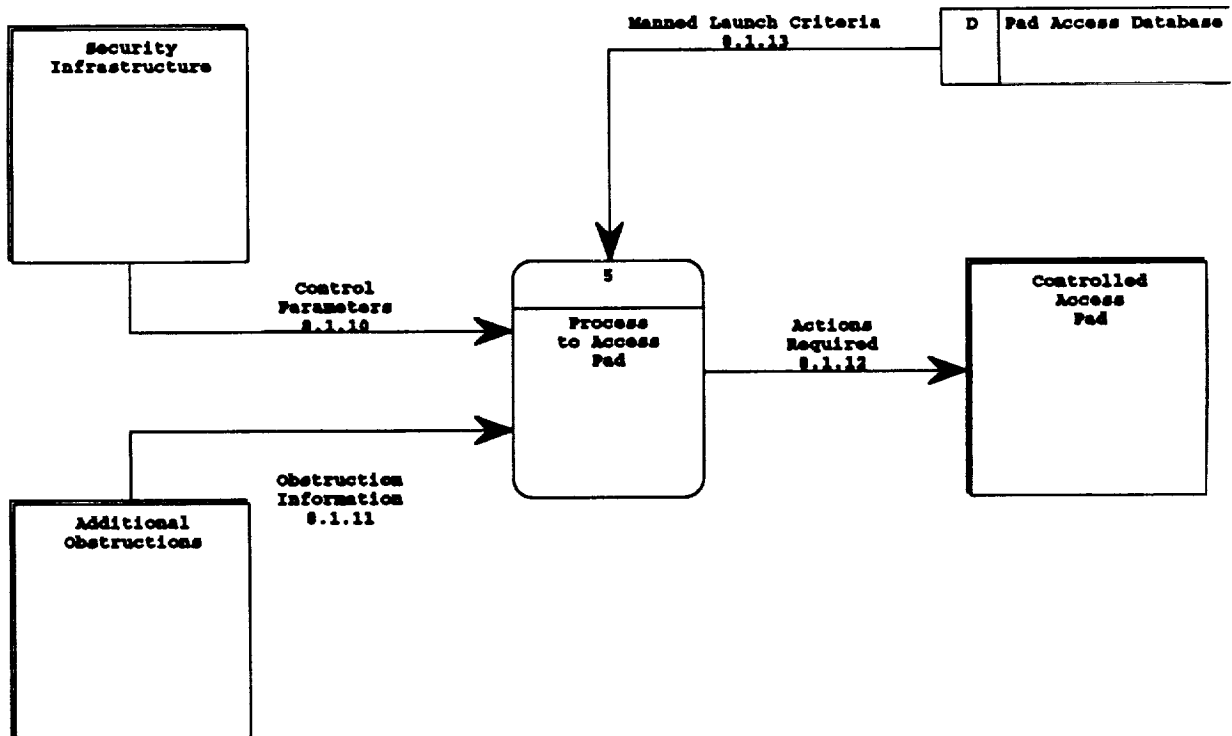 Manned Launch Criteria
8.1.13
D Pad Access Database
Security
Infrastructure
Control
Parameters
8.1.10
5
Process
to Access
Pad
Actions
Required
8.1.12
Controlled
Access
Pad
Obstruction
Information
8.1.11
Additional
Obstructions